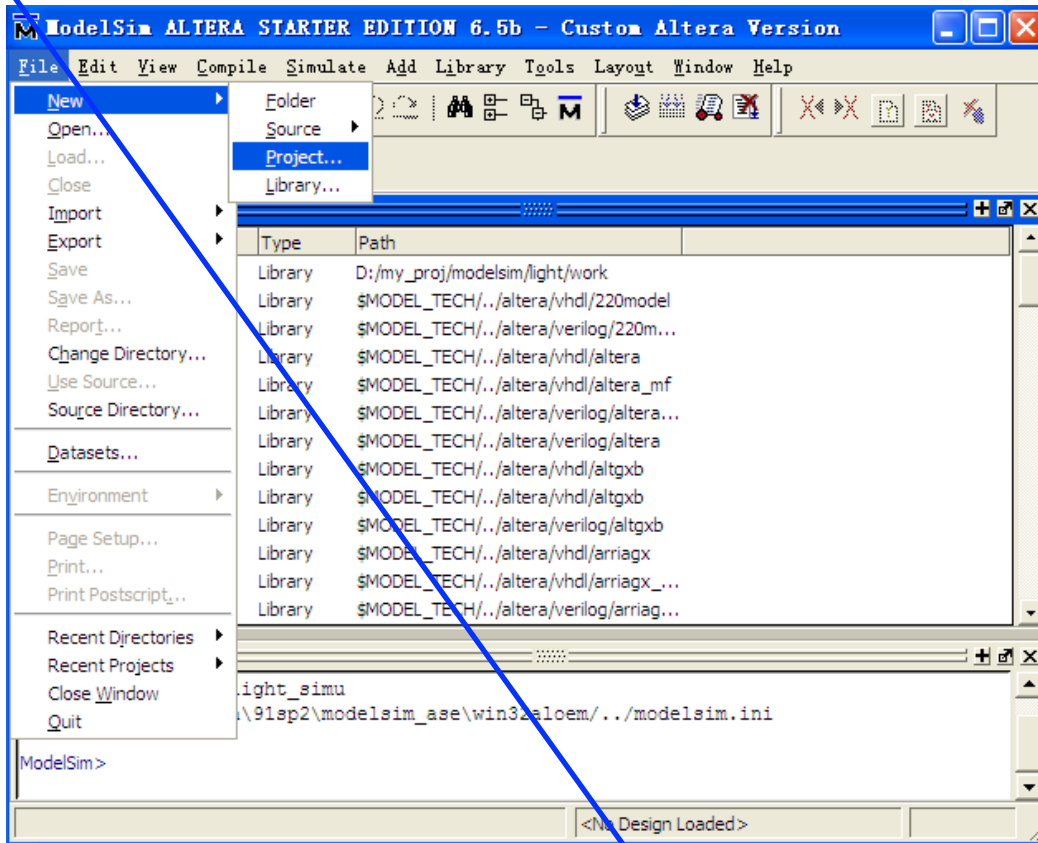 ModelSim ALTERA STARTER EDITION 6.5b - Custom Altera Version
File Edit View Compile Simulate Add Library Tools Layout Window Help
New
Open...
Load...
Close
Import
Export
Save
Save As...
Report...
Change Directory...
Use Source...
Source Directory...
Datasets...
Environment
Page Setup...
Print...
Print Postscript...
Recent Directories
Recent Projects
Close Window
Quit
Folder
Source
Project...
Library...
Type Path
Library D:/my_proj/modelsim/light/work
Library $MODEL_TECH/../altera/vhdl/220model
Library $MODEL_TECH/../altera/verilog/220m...
Library $MODEL_TECH/../altera/vhdl/altera
Library $MODEL_TECH/../altera/vhdl/altera_mf
Library $MODEL_TECH/../altera/verilog/altera...
Library $MODEL_TECH/../altera/verilog/altera
Library $MODEL_TECH/../altera/vhdl/altgxb
Library $MODEL_TECH/../altera/vhdl/altgxb
Library $MODEL_TECH/../altera/verilog/altgxb
Library $MODEL_TECH/../altera/vhdl/arriagx
Library $MODEL_TECH/../altera/vhdl/arriagx_...
Library $MODEL_TECH/../altera/verilog/arriag...
light_simu
\91sp2\modelsim_ase\win32aloem/../modelsim.ini
ModelSim>
<No Design Loaded>